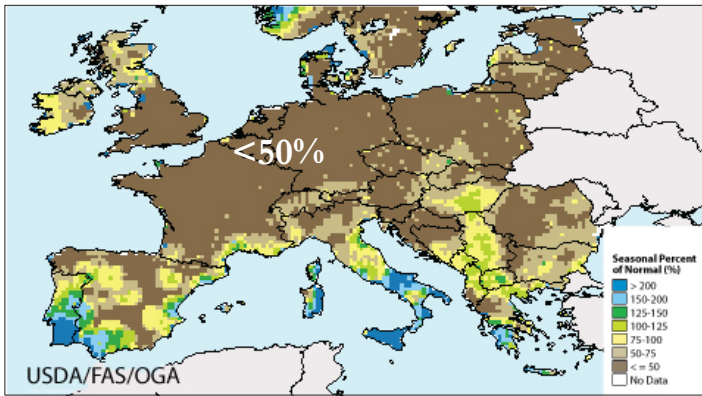 <50%
Seasonal Percent
of Normal (%)
> 200
150-200
125-150
100-125
75-100
50-75
< = 50
No Data
USDA/FAS/OGA